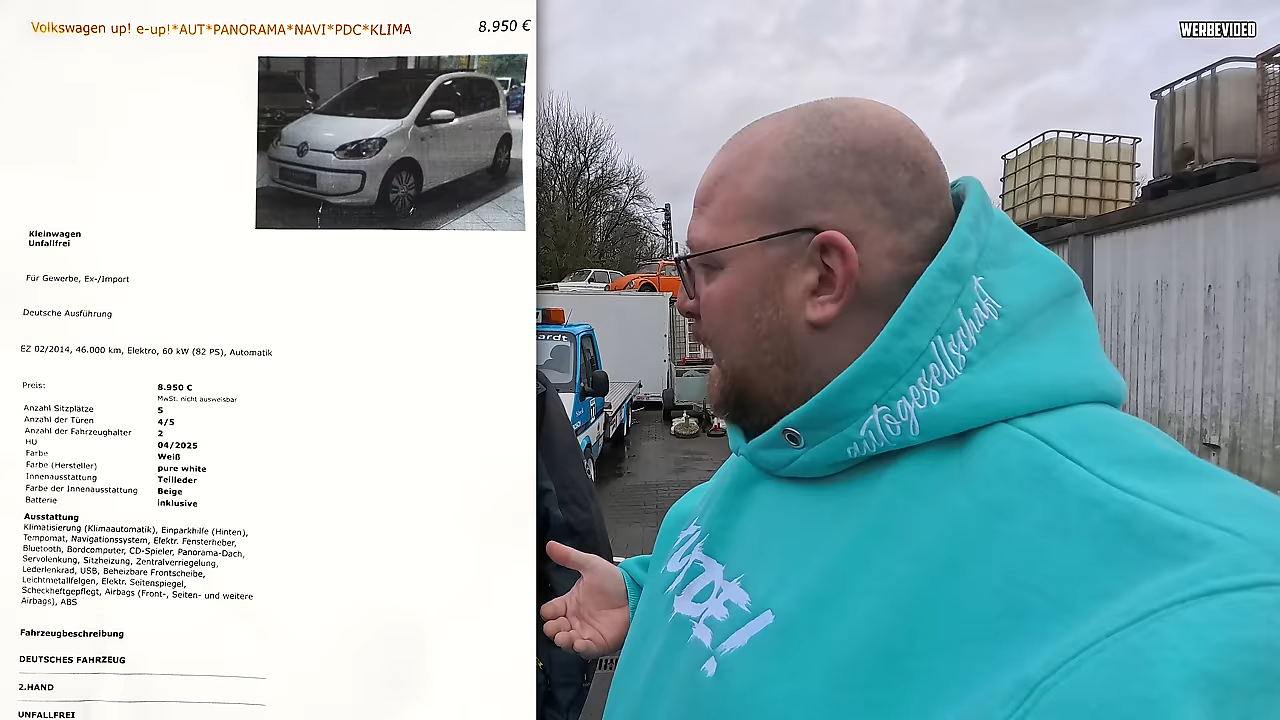 Volkswagen up! e-up!*AUT*PANORAMA*NAVI*PDC*KLIMA
8.950 €
Kleinwagen
Unfallfrei
Für Gewerbe, Ex-/Import
Deutsche Ausführung
EZ 02/2014, 46.000 km, Elektro, 60 kW (82 PS), Automatik
Preis: 8.950 €
MwSt. nicht ausweisbar
Anzahl Sitzplätze 5
Anzahl der Türen 4/5
Anzahl der Fahrzeughalter 2
HU 04/2025
Farbe Weiß
Farbe (Hersteller) pure white
Innenausstattung Teilleder
Farbe der Innenausstattung Beige
Batterie inklusive
Ausstattung
Klimatisierung (Klimaautomatik), Einparkhilfe (Hinten),
Tempomat, Navigationssystem, Elektr. Fensterheber,
Bluetooth, Bordcomputer, CD-Spieler, Panorama-Dach,
Servolenkung, Sitzheizung, Zentralverriegelung,
Lederlenkrad, USB, Beheizbare Frontscheibe,
Leichtmetallfelgen, Elektr. Seitenspiegel,
Scheckheftgepflegt, Airbags (Front-, Seiten- und weitere
Airbags), ABS
Fahrzeugbeschreibung
DEUTSCHES FAHRZEUG
2.HAND
UNFALLFREI
WERBEVIDEO
autogesellschaft